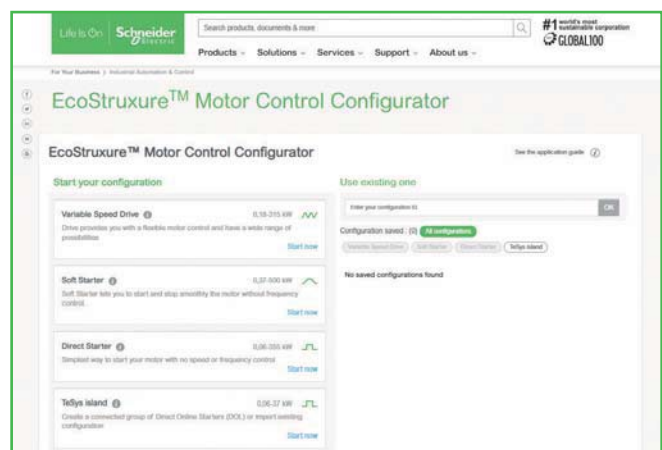 Life Is On | Schneider Electric
Search products, documents & more
#1 world's most sustainable corporation
GLOBAL100
Products Solutions Services Support About us
For Your Business > Industrial Automation & Control
EcoStruxure™ Motor Control Configurator
EcoStruxure™ Motor Control Configurator
See the application guide
Start your configuration
Use existing one
Variable Speed Drive
0,18-315 kW
Drive provides you with a flexible motor control and have a wide range of
possibilities
Start now
Enter your configuration ID
OK
Configuration saved : (0) All configurators
Variable Speed Drive Soft Starter Direct Starter TeSys island
No saved configurations found
Soft Starter
0,37-500 kW
Soft Starter lets you to start and stop smoothly the motor without frequency
control.
Start now
Direct Starter
0,06-355 kW
Simplest way to start your motor with no speed or frequency control
Start now
TeSys island
0,06-37 kW
Create a connected group of Direct Online Starters (DOL) or import existing
configuration
Start now